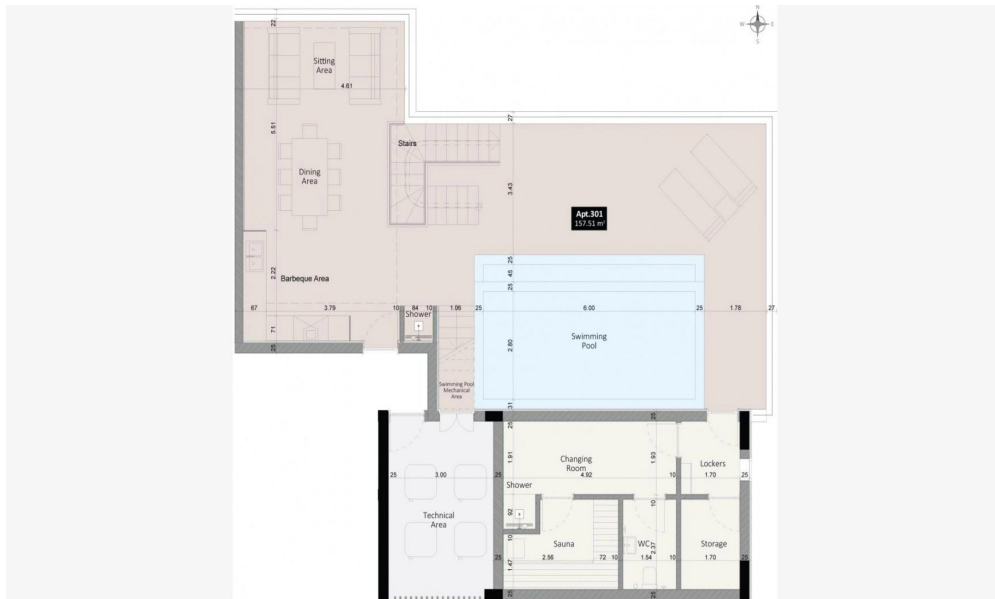 N
W E
S
22
Sitting
Area
4.61
27
5.51
Stairs
Dining
Area
3.43
Apt.301
157.51 m²
25
2.22
45
Barbeque Area
25
67 3.79 10 84 10 1.06 25 6.00 25 1.78 27
Shower
71
25
2.80
Swimming
Pool
Swimming Pool
Mechanical
Area
31
25
25
1.91
1.93
Changing
Room
Lockers
25 3.00 25 4.92 10 1.70 25
Shower
92
10
Technical
Area
10
Sauna
WC
2.37
Storage
25 2.56 72 10 1.54 10 1.70 25
1.47
25
25